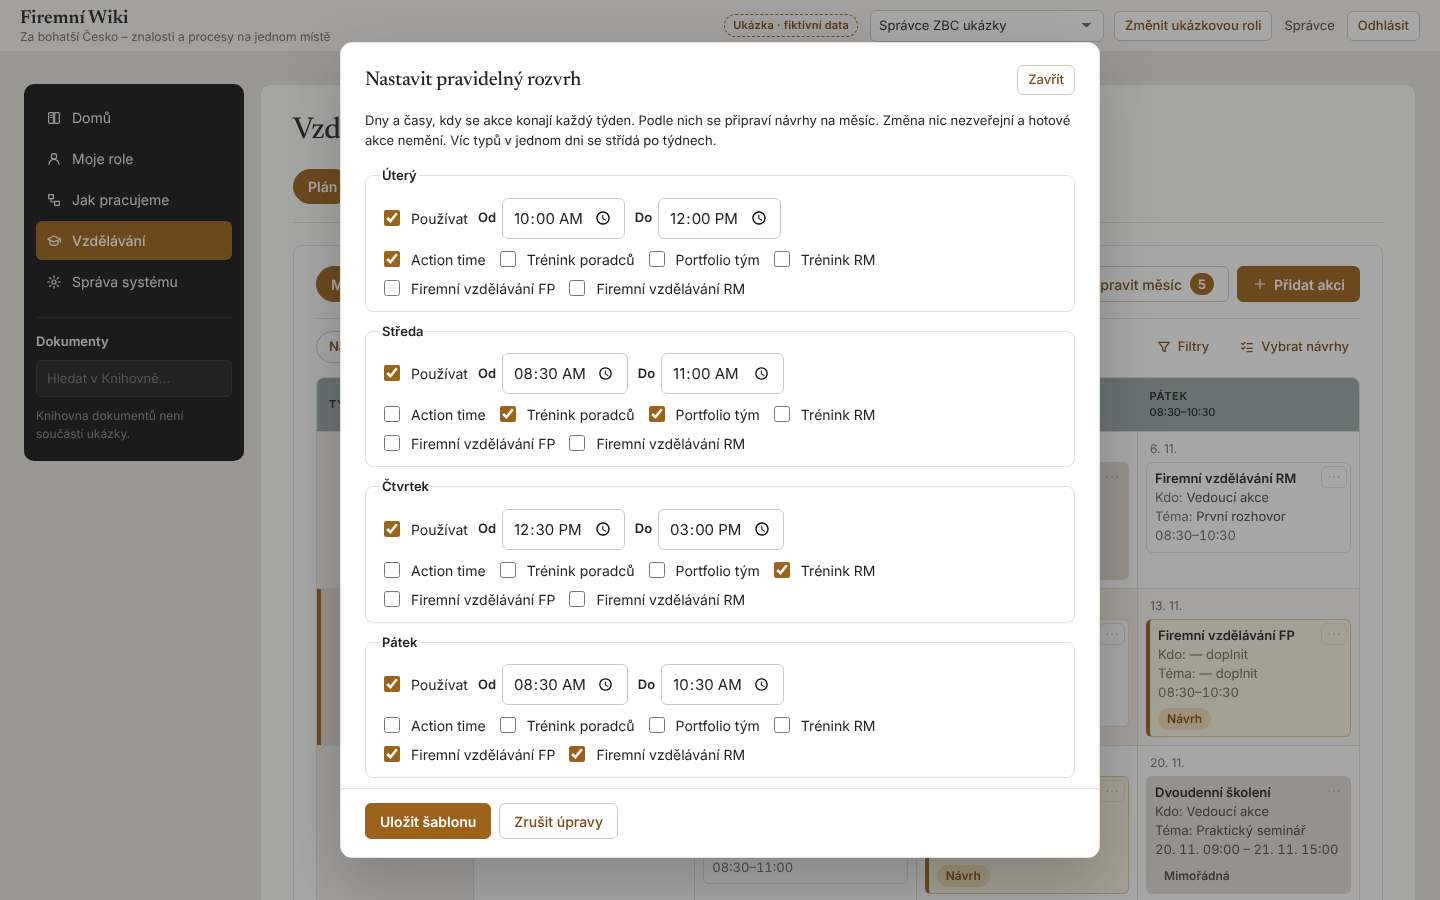 Firemní Wiki
Za bohatší Česko – znalosti a procesy na jednom místě
Ukázka · fiktivní data
Správce ZBC ukázky
Změnit ukázkovou roli
Správce
Odhlásit
Domů
Moje role
Jak pracujeme
Vzdělávání
Správa systému
Dokumenty
Hledat v Knihovně…
Knihovna dokumentů není
součástí ukázky.
Vzd
Plán
pravit měsíc 5
Přidat akci
Filtry
Vybrat návrhy
PÁTEK
08:30–10:30
6. 11.
Firemní vzdělávání RM
Kdo: Vedoucí akce
Téma: První rozhovor
08:30–10:30
13. 11.
Firemní vzdělávání FP
Kdo: — doplnit
Téma: — doplnit
08:30–10:30
Návrh
20. 11.
Dvoudenní školení
Kdo: Vedoucí akce
Téma: Praktický seminář
20. 11. 09:00 – 21. 11. 15:00
Mimořádná
08:30–11:00
Návrh
Nastavit pravidelný rozvrh
Zavřít
Dny a časy, kdy se akce konají každý týden. Podle nich se připraví návrhy na měsíc. Změna nic nezveřejní a hotové
akce nemění. Víc typů v jednom dni se střídá po týdnech.
Úterý
Používat Od 10:00 AM Do 12:00 PM
Action time Trénink poradců Portfolio tým Trénink RM
Firemní vzdělávání FP Firemní vzdělávání RM
Středa
Používat Od 08:30 AM Do 11:00 AM
Action time Trénink poradců Portfolio tým Trénink RM
Firemní vzdělávání FP Firemní vzdělávání RM
Čtvrtek
Používat Od 12:30 PM Do 03:00 PM
Action time Trénink poradců Portfolio tým Trénink RM
Firemní vzdělávání FP Firemní vzdělávání RM
Pátek
Používat Od 08:30 AM Do 10:30 AM
Action time Trénink poradců Portfolio tým Trénink RM
Firemní vzdělávání FP Firemní vzdělávání RM
Uložit šablonu
Zrušit úpravy